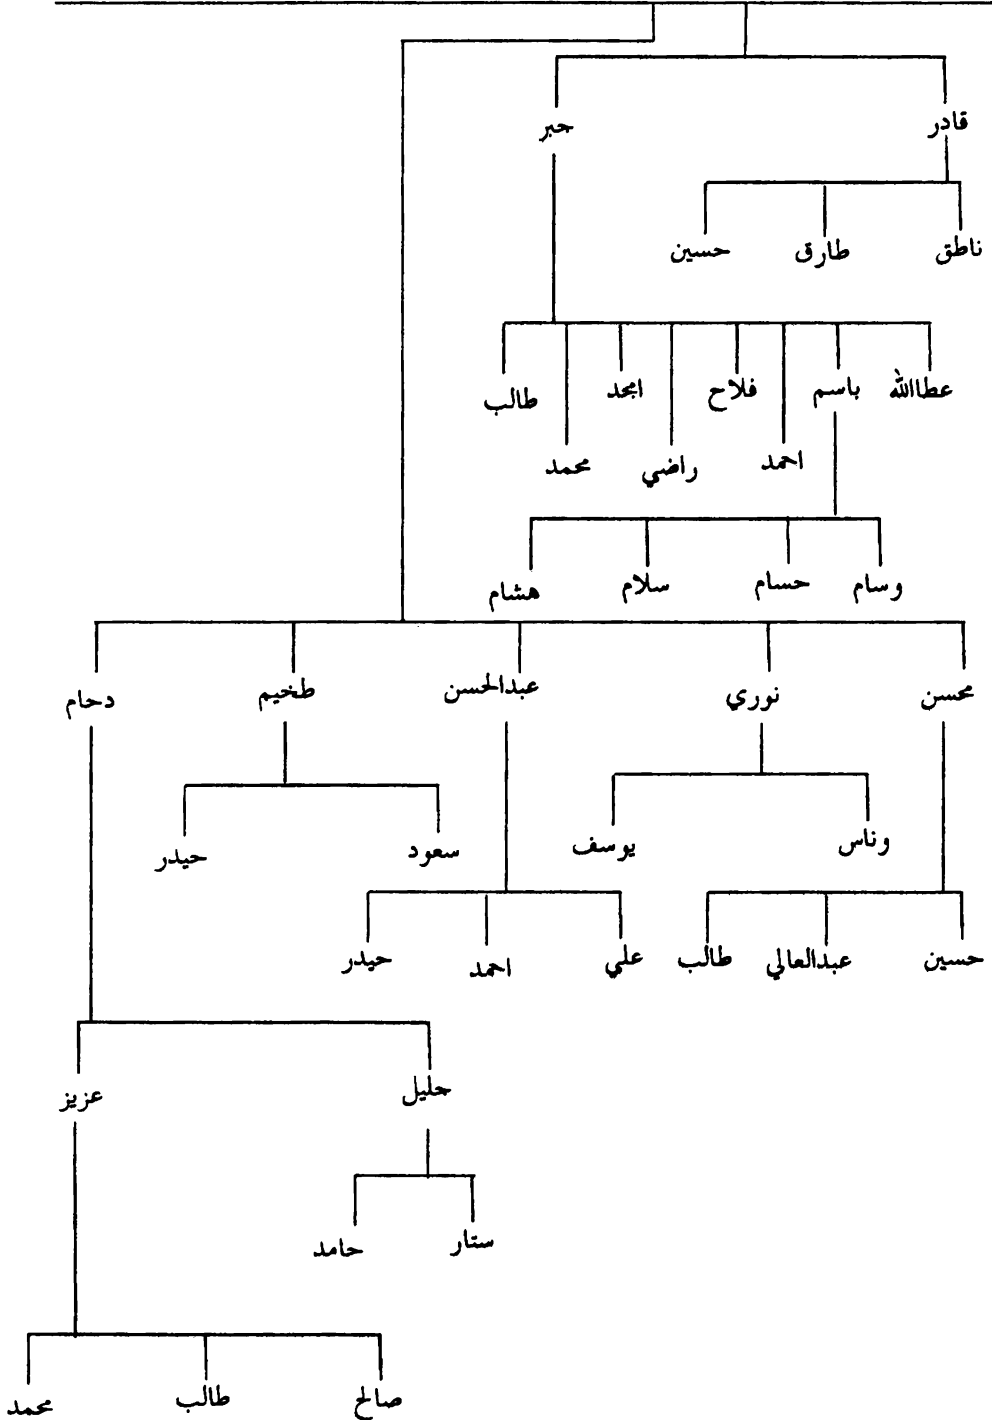 قادر حبر
ناطق طارق حسين
عطاالله باسم فلاح امجد طالب
احمد راضي محمد
وسام حسام سلام هشام
محسن نوري عبدالحسن طخيم دحام
وناس يوسف سعود حيدر
حسين عبدالعالي طالب علي احمد حيدر
حليل عزيز
ستار حامد
صالح طالب محمد